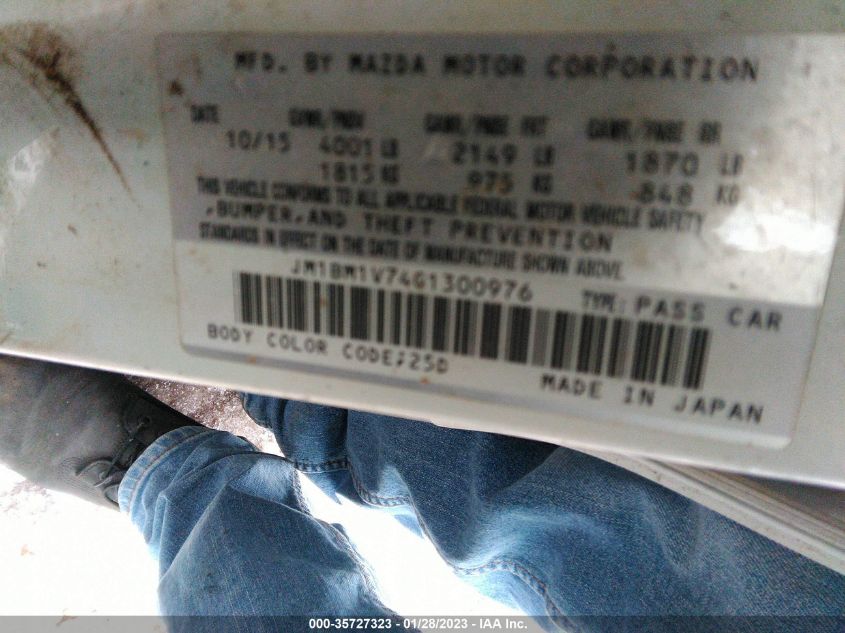 MFD. BY MAZDA MOTOR CORPORATION
DATE GVWR/PNBV GAWR/PNBE FRT GAWR/PNBE RR
10/15 4001 LB 2149 LB 1870 LB
1815 KG 975 KG 848 KG
THIS VEHICLE CONFORMS TO ALL APPLICABLE FEDERAL MOTOR VEHICLE SAFETY
,BUMPER,AND THEFT PREVENTION
STANDARDS IN EFFECT ON THE DATE OF MANUFACTURE SHOWN ABOVE.
JM1BM1V74G1300976 TYPE: PASS CAR
BODY COLOR CODE;25D
MADE IN JAPAN
000-35727323 — 01/28/2023 — IAA Inc.